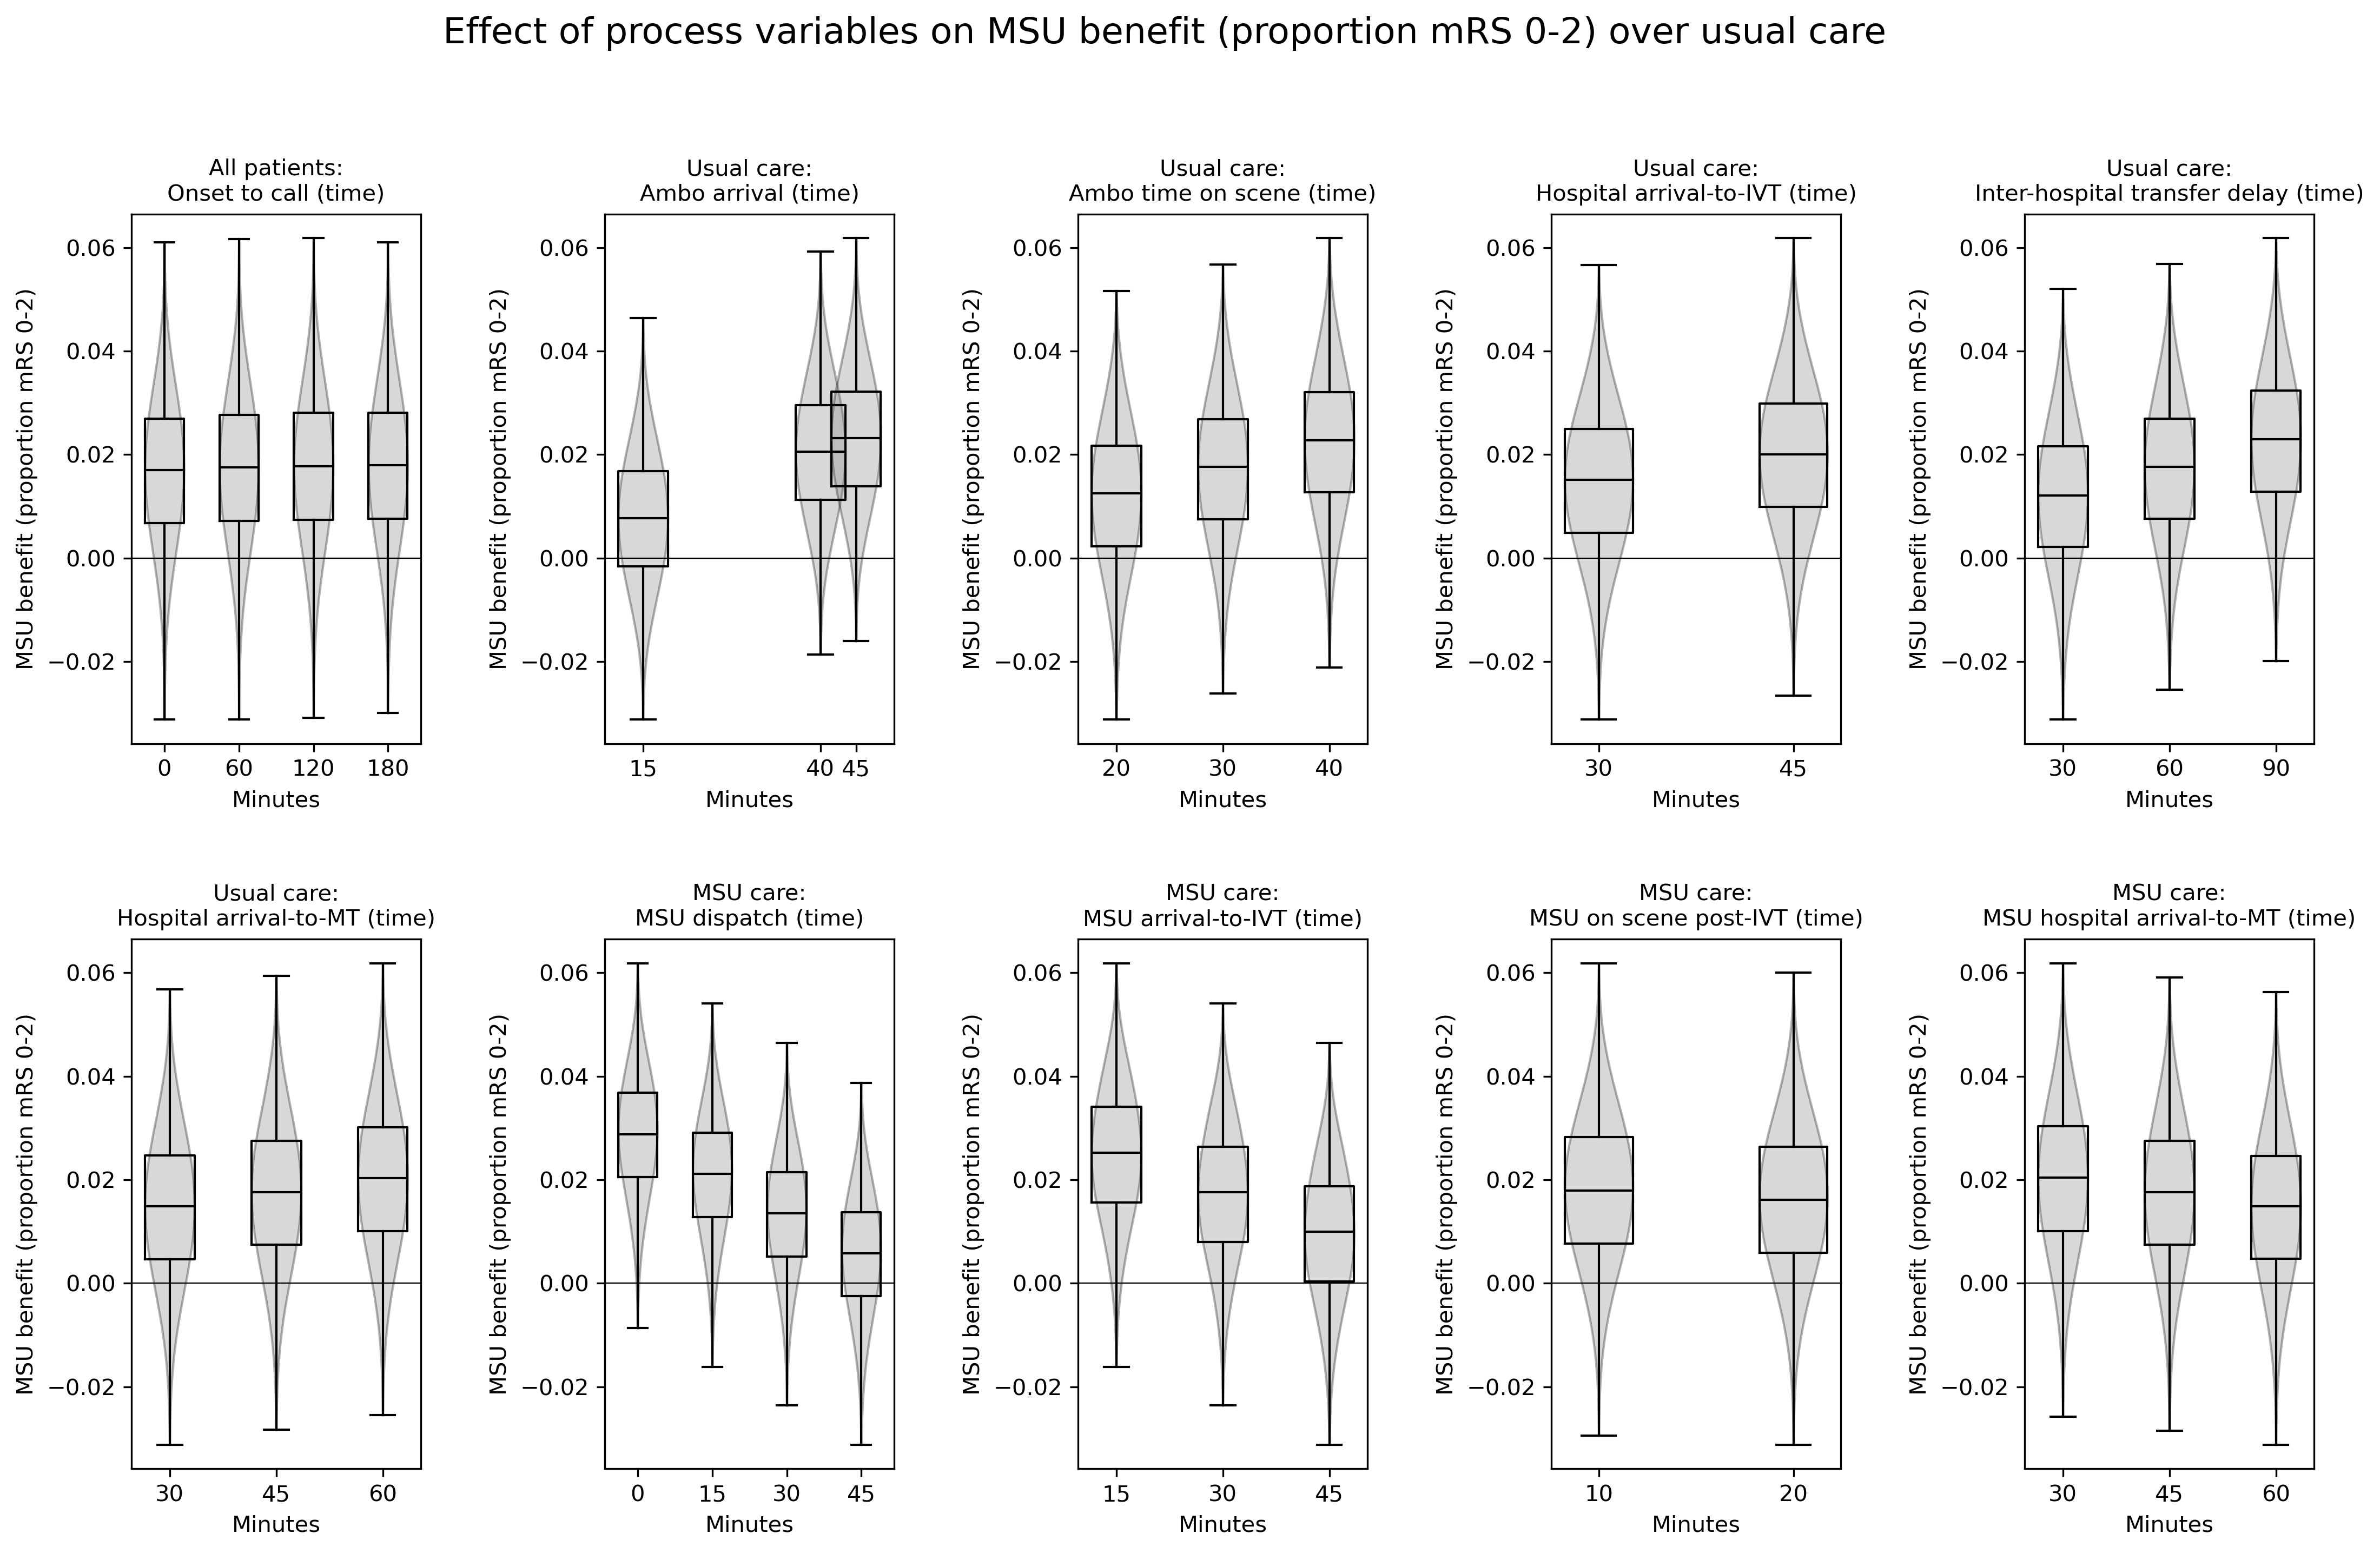 Effect of process variables on MSU benefit (proportion mRS 0-2) over usual care
All patients:
Onset to call (time)
MSU benefit (proportion mRS 0-2)
0.06
0.04
0.02
0.00
−0.02
0 60 120 180
Minutes
Usual care:
Ambo arrival (time)
MSU benefit (proportion mRS 0-2)
0.06
0.04
0.02
0.00
−0.02
15 40 45
Minutes
Usual care:
Ambo time on scene (time)
MSU benefit (proportion mRS 0-2)
0.06
0.04
0.02
0.00
−0.02
20 30 40
Minutes
Usual care:
Hospital arrival-to-IVT (time)
MSU benefit (proportion mRS 0-2)
0.06
0.04
0.02
0.00
−0.02
30 45
Minutes
Usual care:
Inter-hospital transfer delay (time)
MSU benefit (proportion mRS 0-2)
0.06
0.04
0.02
0.00
−0.02
30 60 90
Minutes
Usual care:
Hospital arrival-to-MT (time)
MSU benefit (proportion mRS 0-2)
0.06
0.04
0.02
0.00
−0.02
30 45 60
Minutes
MSU care:
MSU dispatch (time)
MSU benefit (proportion mRS 0-2)
0.06
0.04
0.02
0.00
−0.02
0 15 30 45
Minutes
MSU care:
MSU arrival-to-IVT (time)
MSU benefit (proportion mRS 0-2)
0.06
0.04
0.02
0.00
−0.02
15 30 45
Minutes
MSU care:
MSU on scene post-IVT (time)
MSU benefit (proportion mRS 0-2)
0.06
0.04
0.02
0.00
−0.02
10 20
Minutes
MSU care:
MSU hospital arrival-to-MT (time)
MSU benefit (proportion mRS 0-2)
0.06
0.04
0.02
0.00
−0.02
30 45 60
Minutes